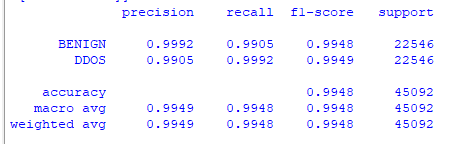 precision recall f1-score support
BENIGN 0.9992 0.9905 0.9948 22546
DDOS 0.9905 0.9992 0.9949 22546
accuracy 0.9948 45092
macro avg 0.9949 0.9948 0.9948 45092
weighted avg 0.9949 0.9948 0.9948 45092